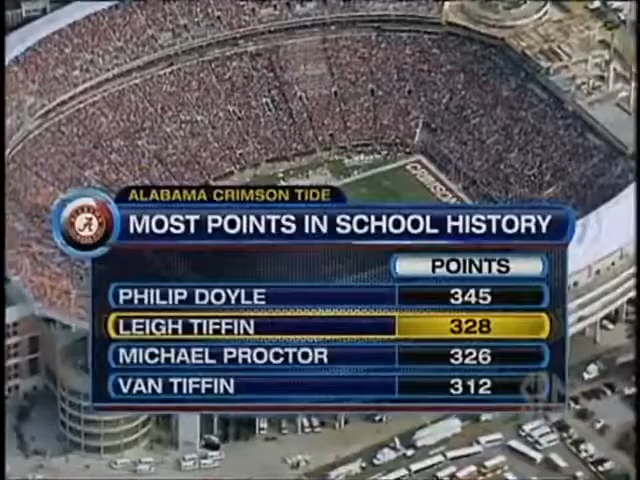 ALABAMA CRIMSON TIDE
MOST POINTS IN SCHOOL HISTORY
POINTS
PHILIP DOYLE 345
LEIGH TIFFIN 328
MICHAEL PROCTOR 326
VAN TIFFIN 312
CRIMSON